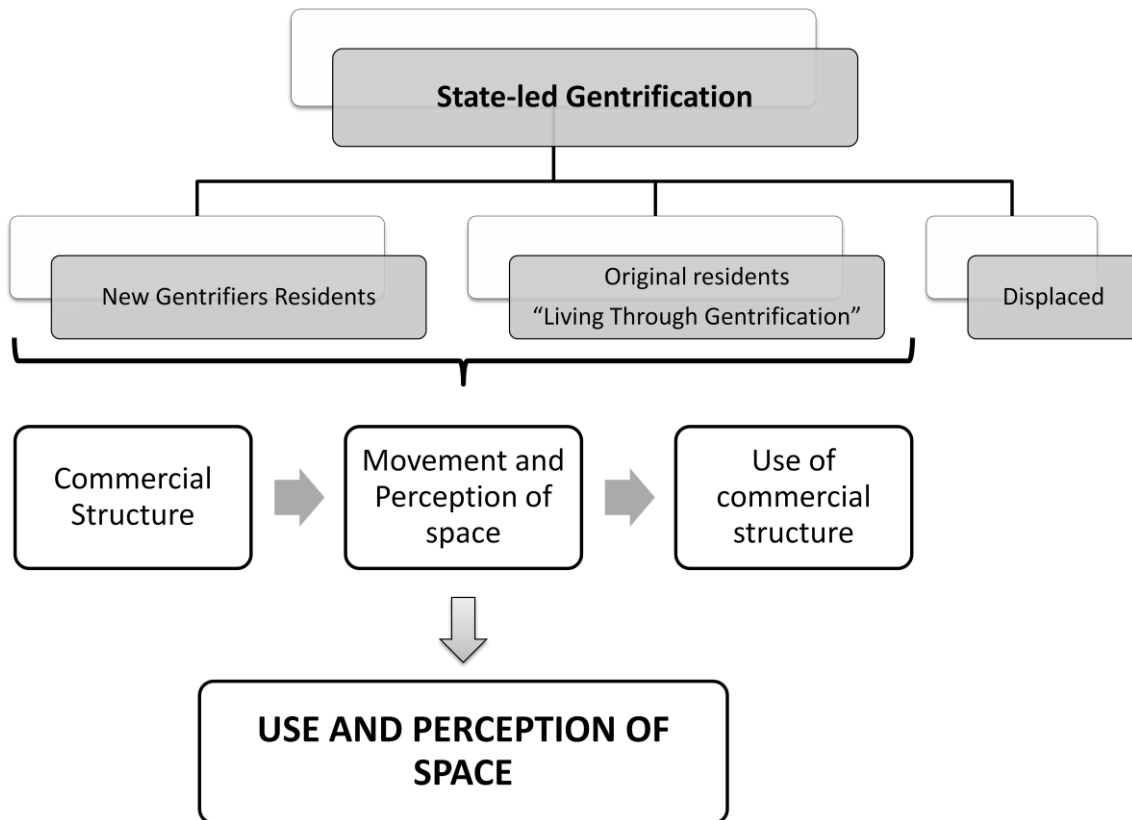 State-led Gentrification
New Gentrifiers Residents
Original residents
“Living Through Gentrification”
Displaced
Commercial
Structure
Movement and
Perception of
space
Use of
commercial
structure
USE AND PERCEPTION OF
SPACE